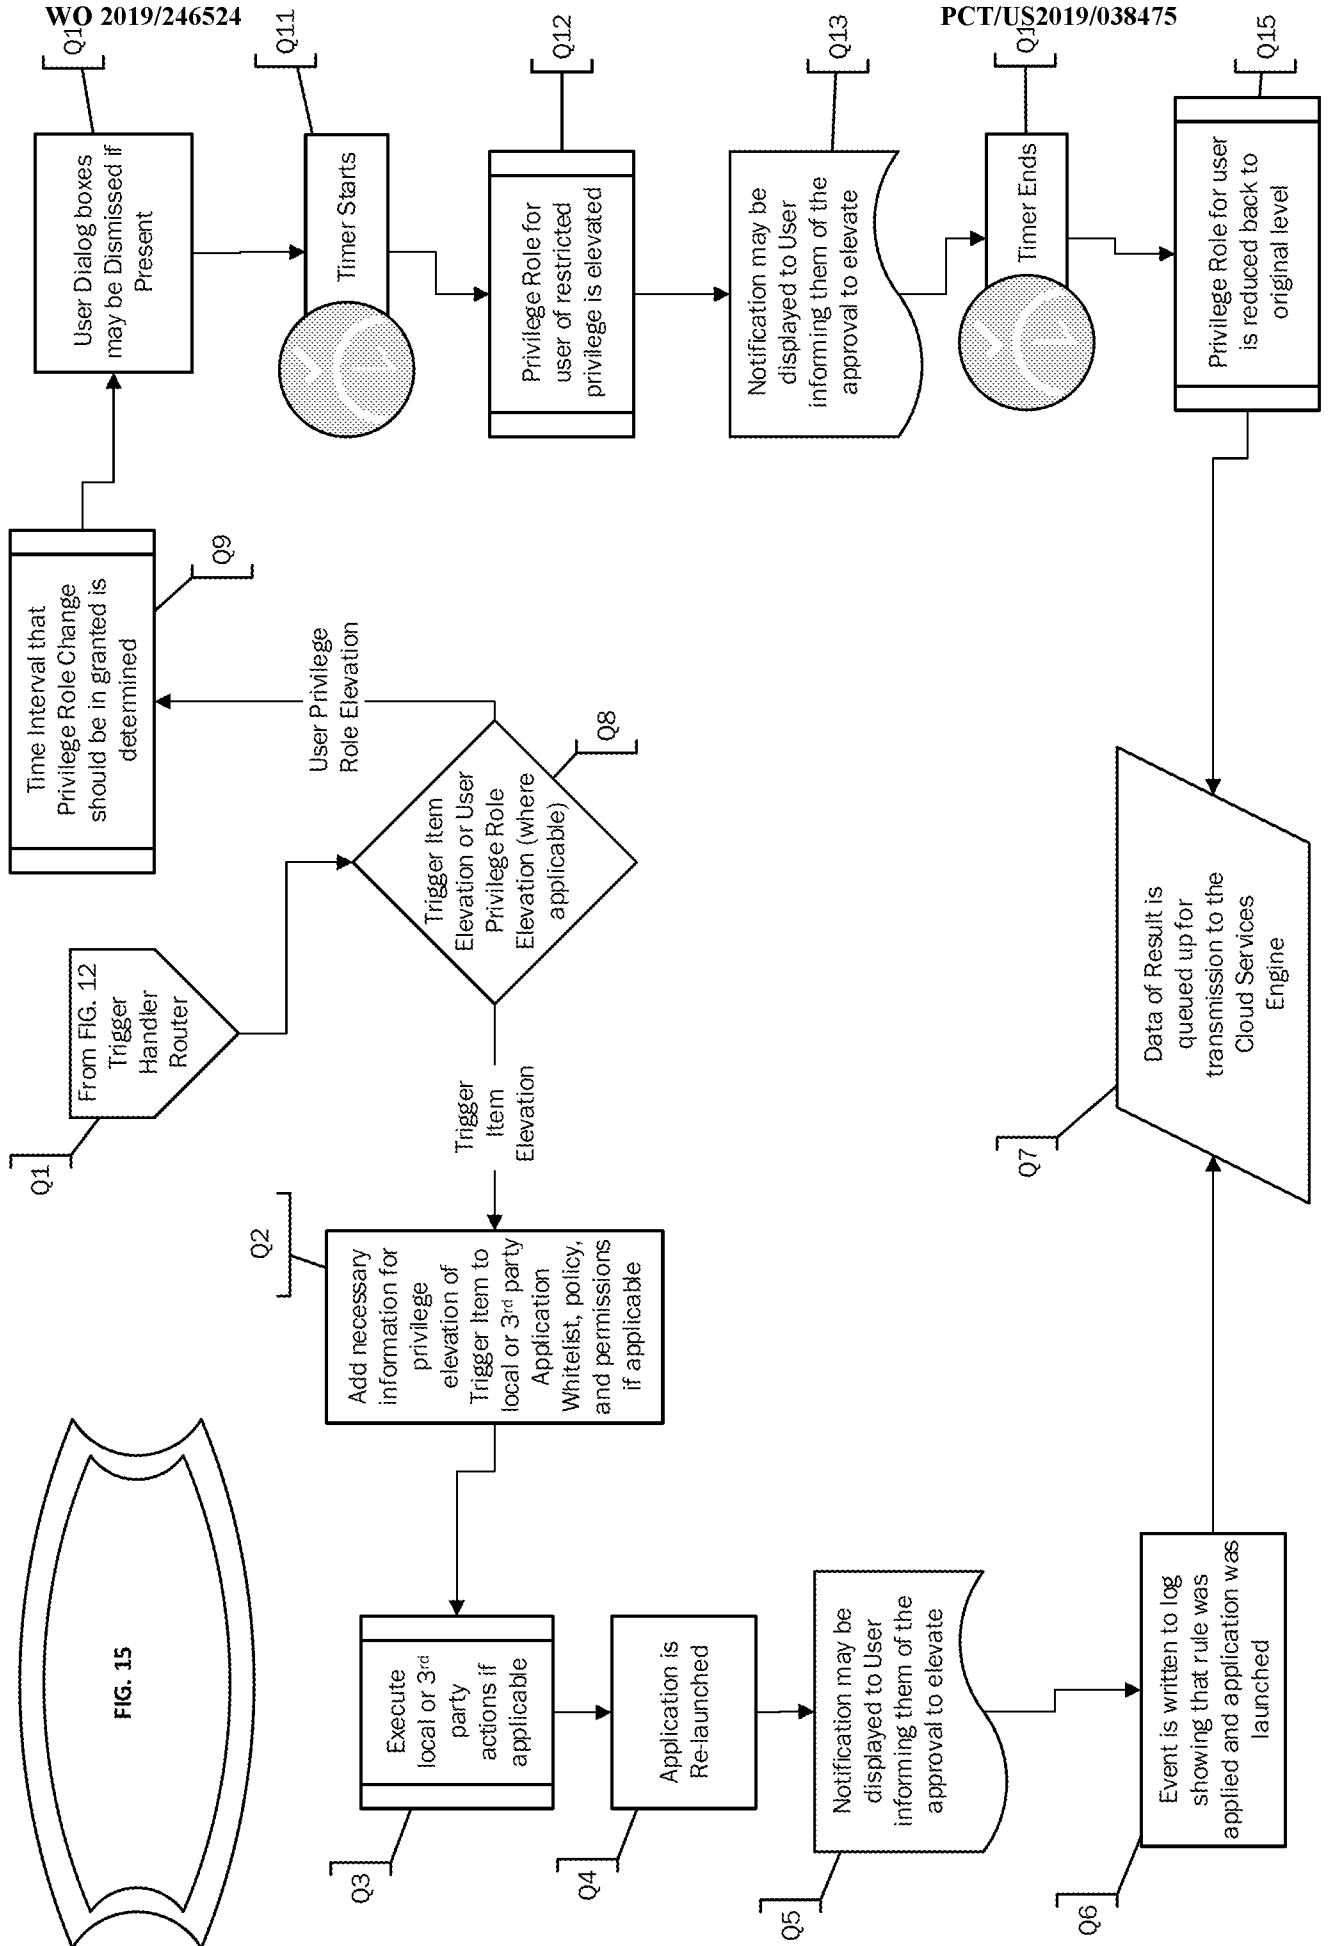 WO 2019/246524
PCT/US2019/038475
FIG. 15
Q1
From FIG. 12
Trigger
Handler
Router
Q8
Trigger Item
Elevation or User
Privilege Role
Elevation (where
applicable)
Trigger
Item
Elevation
User Privilege
Role Elevation
Q2
Add necessary
information for
privilege
elevation of
Trigger Item to
local or 3rd party
Application
Whitelist, policy,
and permissions
if applicable
Q3
Execute
local or 3rd
party
actions if
applicable
Q4
Application is
Re-launched
Q5
Notification may be
displayed to User
informing them of the
approval to elevate
Q6
Event is written to log
showing that rule was
applied and application was
launched
Q7
Data of Result is
queued up for
transmission to the
Cloud Services
Engine
Q9
Time Interval that
Privilege Role Change
should be in granted is
determined
Q1
User Dialog boxes
may be Dismissed if
Present
Q11
Timer Starts
Q12
Privilege Role for
user of restricted
privilege is elevated
Q13
Notification may be
displayed to User
informing them of the
approval to elevate
Q1
Timer Ends
Q15
Privilege Role for user
is reduced back to
original level